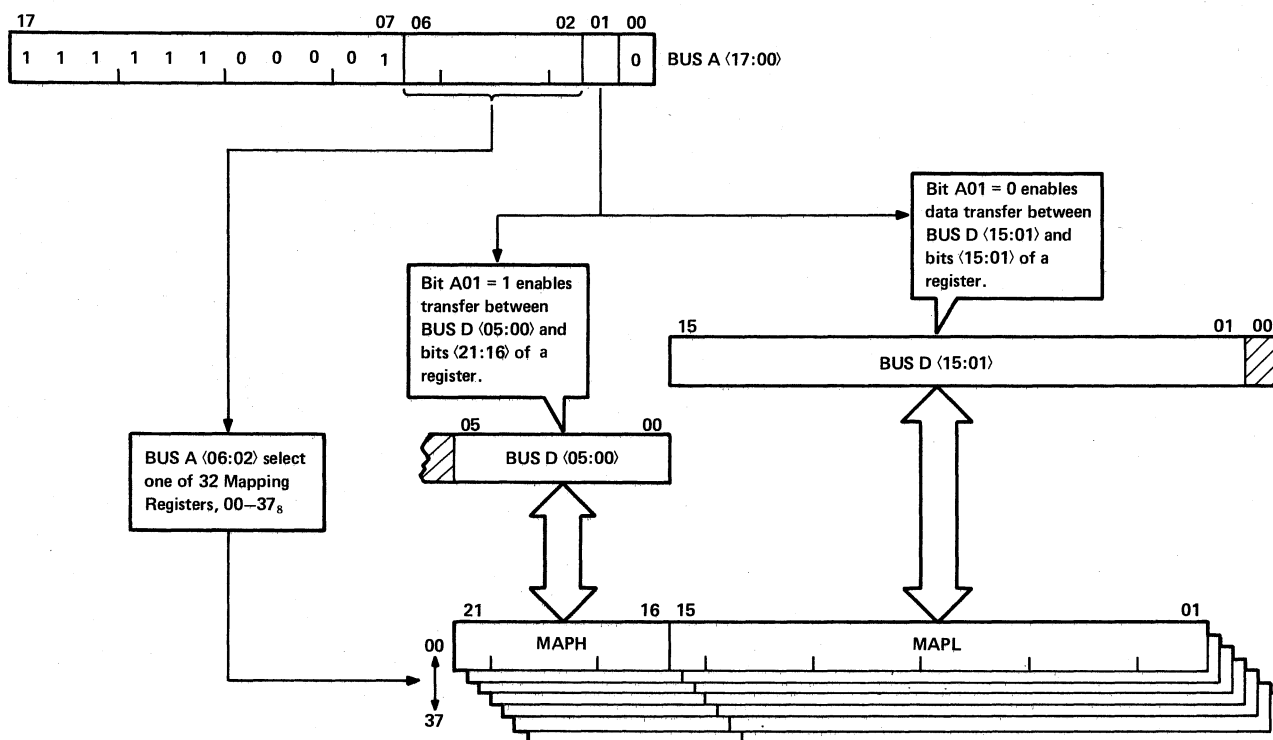 17 07 06 02 01 00
1 1 1 1 1 1 0 0 0 0 1 0 BUS A ⟨17:00⟩
Bit A01 = 0 enables
data transfer between
BUS D ⟨15:01⟩ and
bits ⟨15:01⟩ of a
register.
Bit A01 = 1 enables
transfer between
BUS D ⟨05:00⟩ and
bits ⟨21:16⟩ of a
register.
15 01 00
BUS D ⟨15:01⟩
05 00
BUS D ⟨05:00⟩
BUS A ⟨06:02⟩ select
one of 32 Mapping
Registers, 00–37₈
21 16 15 01
00 MAPH MAPL
37